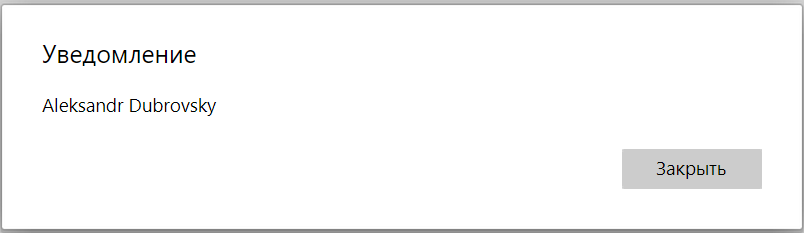 Уведомление
Aleksandr Dubrovsky
Закрыть